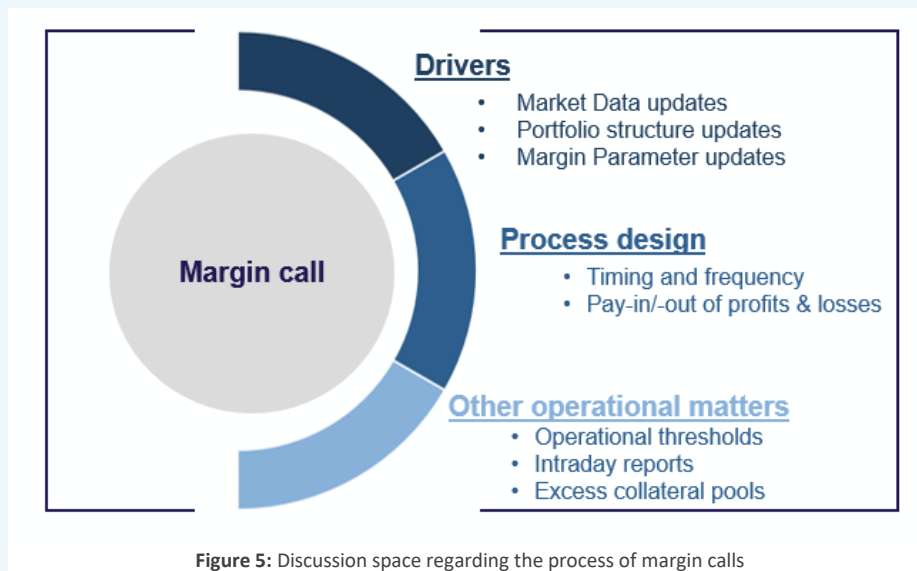 Drivers
• Market Data updates
• Portfolio structure updates
• Margin Parameter updates
Margin call
Process design
• Timing and frequency
• Pay-in/-out of profits & losses
Other operational matters
• Operational thresholds
• Intraday reports
• Excess collateral pools
Figure 5: Discussion space regarding the process of margin calls